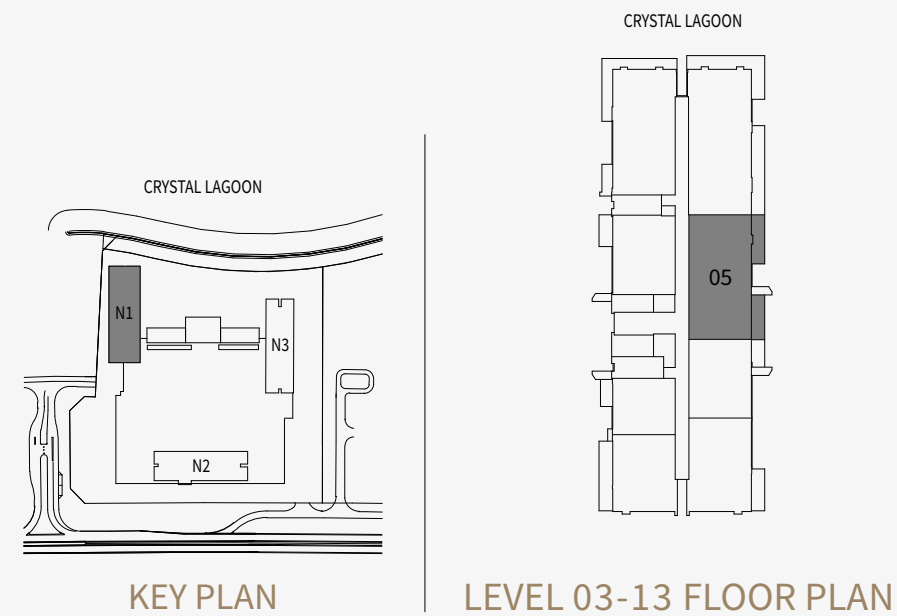 CRYSTAL LAGOON
N1
N3
N2
KEY PLAN
CRYSTAL LAGOON
05
LEVEL 03-13 FLOOR PLAN